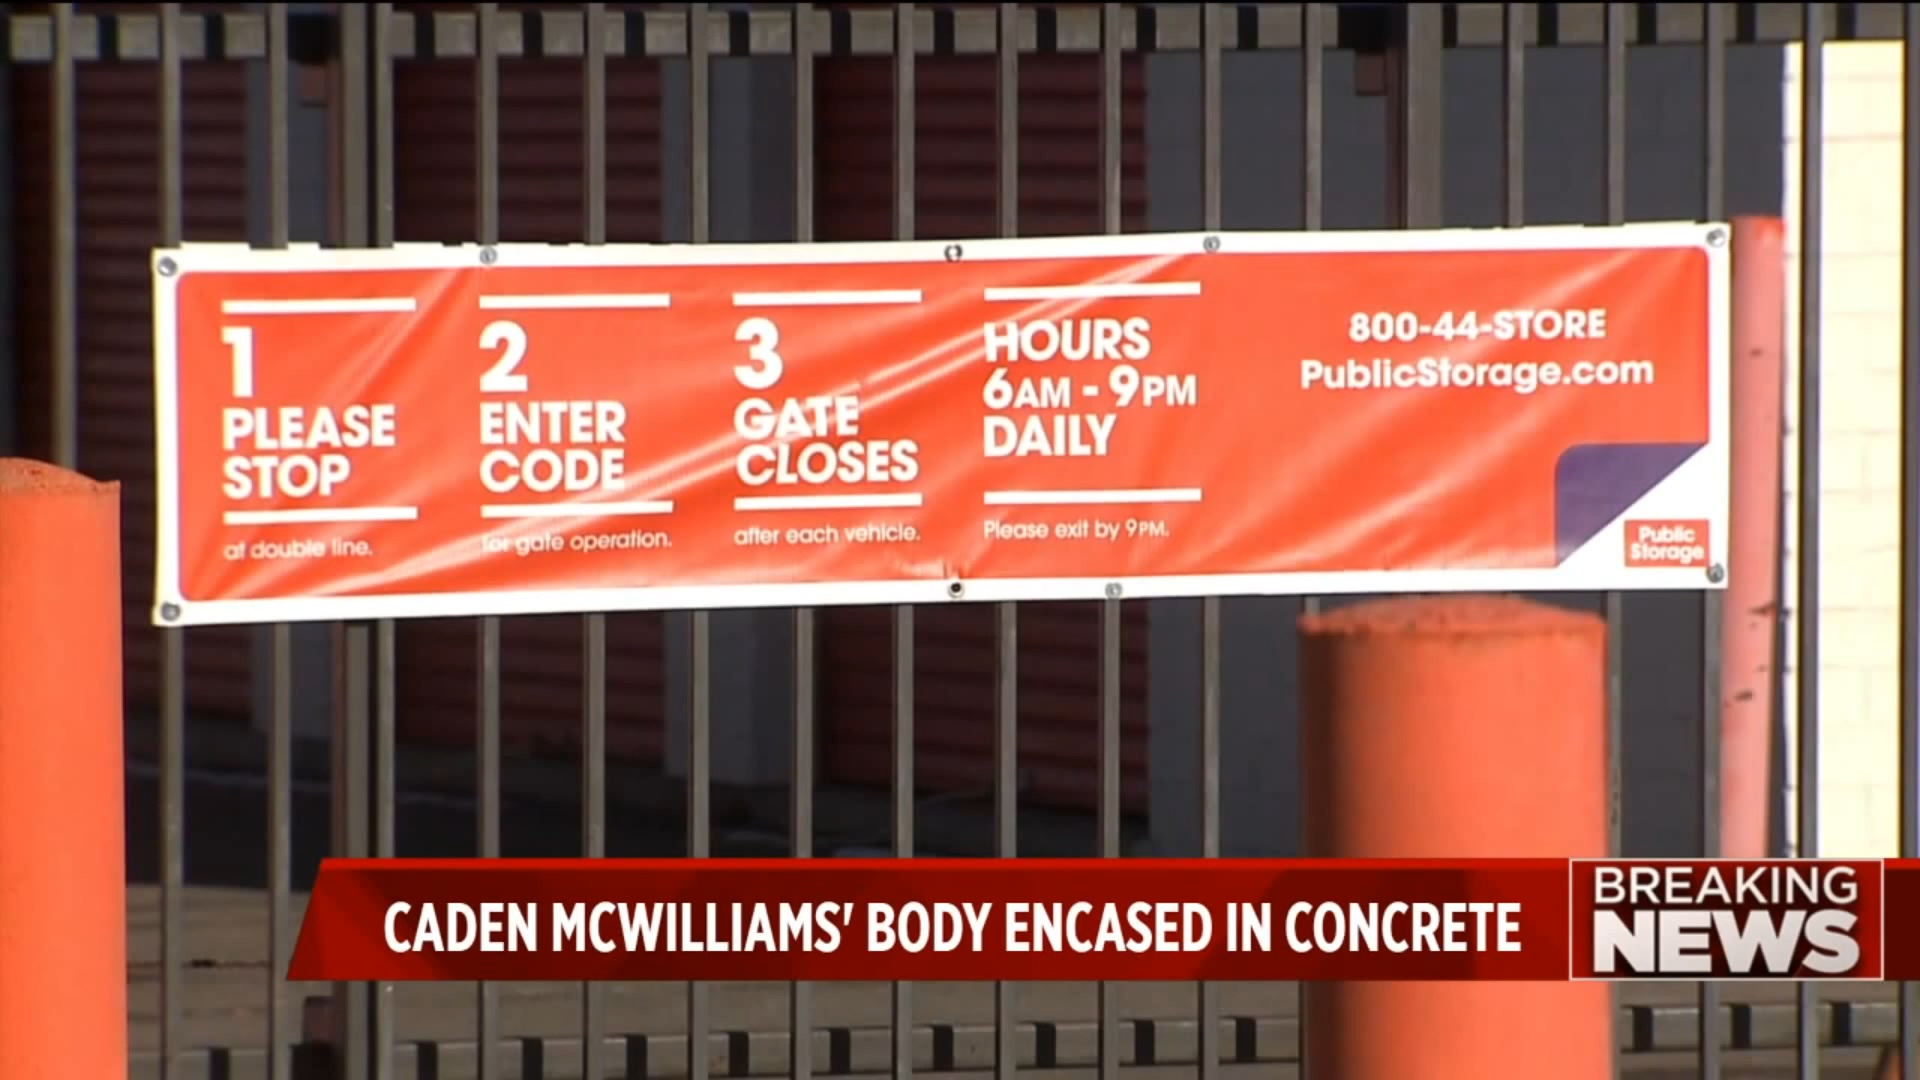 1
PLEASE
STOP
at double line.
2
ENTER
CODE
for gate operation.
3
GATE
CLOSES
after each vehicle.
HOURS
6AM - 9PM
DAILY
Please exit by 9PM.
800-44-STORE
PublicStorage.com
Public
Storage
CADEN MCWILLIAMS' BODY ENCASED IN CONCRETE
BREAKING
NEWS